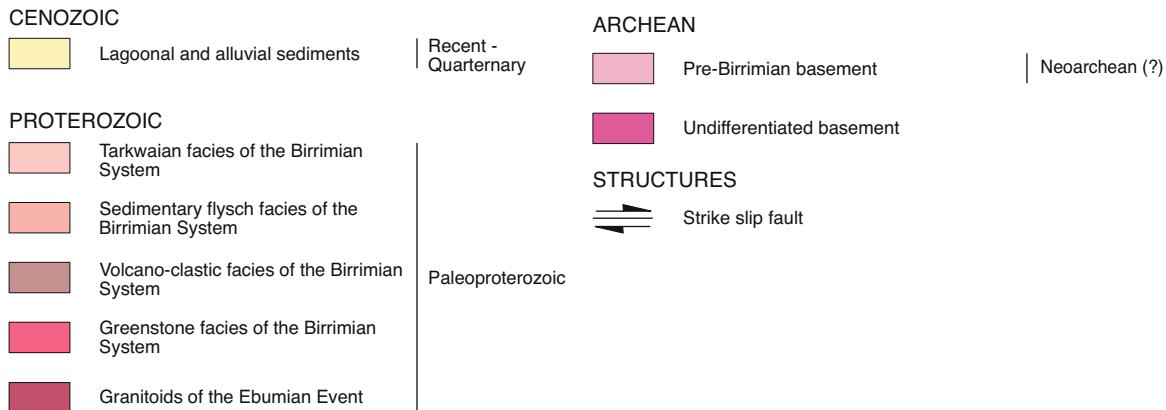 CENOZOIC
Lagoonal and alluvial sediments
Recent -
Quarternary
PROTEROZOIC
Tarkwaian facies of the Birrimian
System
Sedimentary flysch facies of the
Birrimian System
Volcano-clastic facies of the Birrimian
System
Greenstone facies of the Birrimian
System
Granitoids of the Ebumian Event
Paleoproterozoic
ARCHEAN
Pre-Birrimian basement
Neoarchean (?)
Undifferentiated basement
STRUCTURES
Strike slip fault